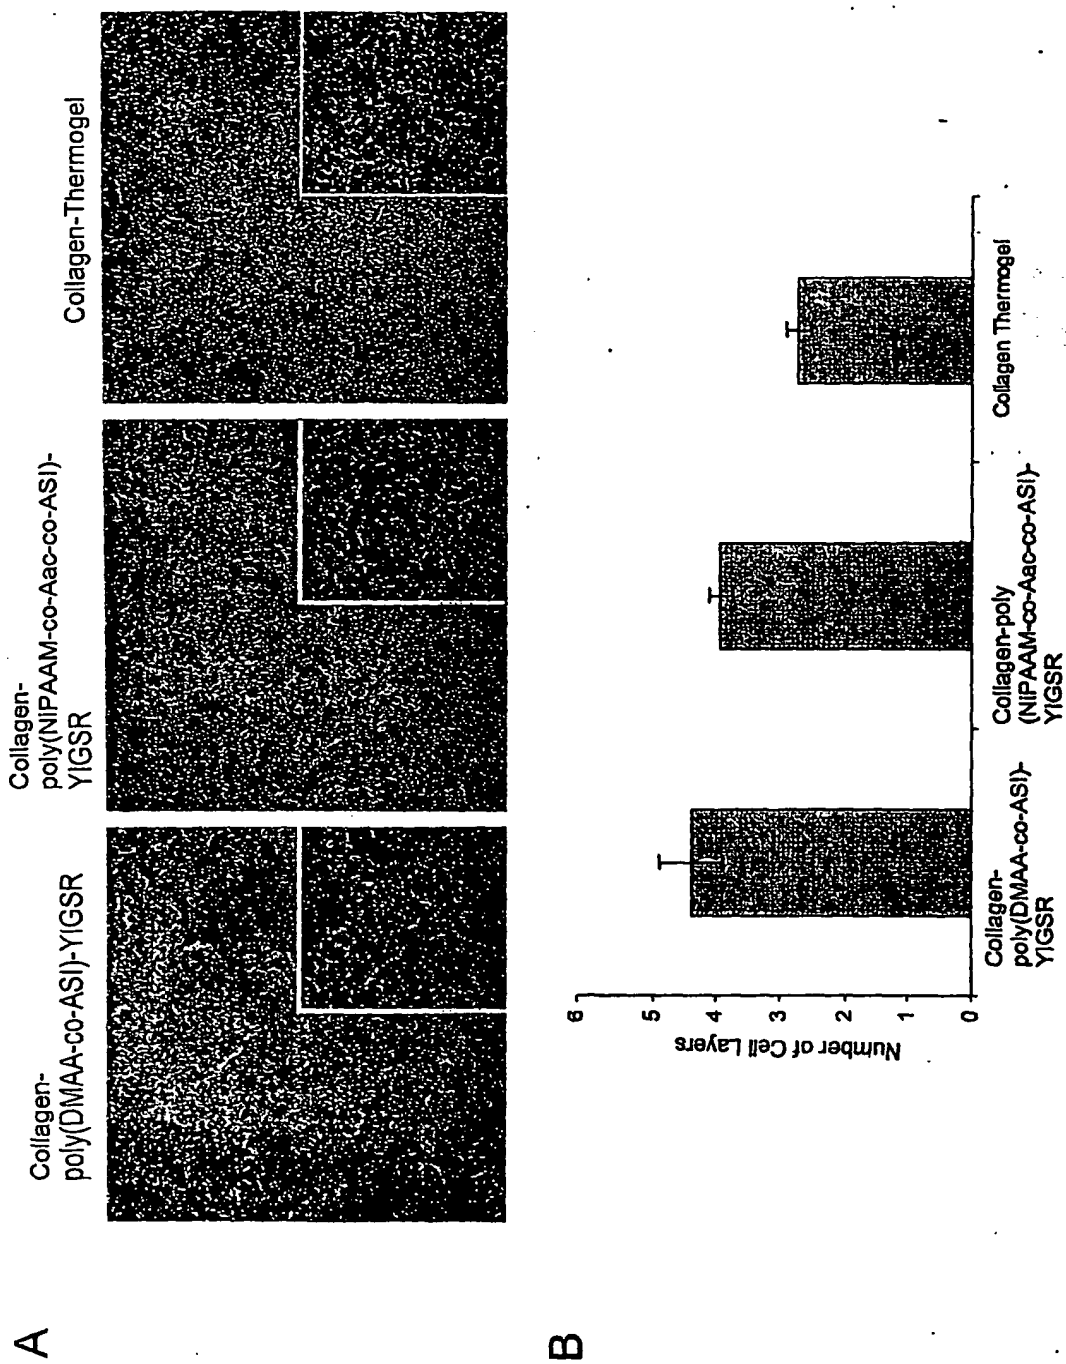 A
Collagen-
poly(DMAA-co-ASI)-YIGSR
Collagen-
poly(NiPAAM-co-Aac-co-ASI)-
YIGSR
Collagen-Thermogel
B
Number of Cell Layers
6
5
4
3
2
1
0
Collagen-
poly(DMAA-co-ASI)-
YIGSR
Collagen-poly
(NiPAAM-co-Aac-co-ASI)-
YIGSR
Collagen Thermogel